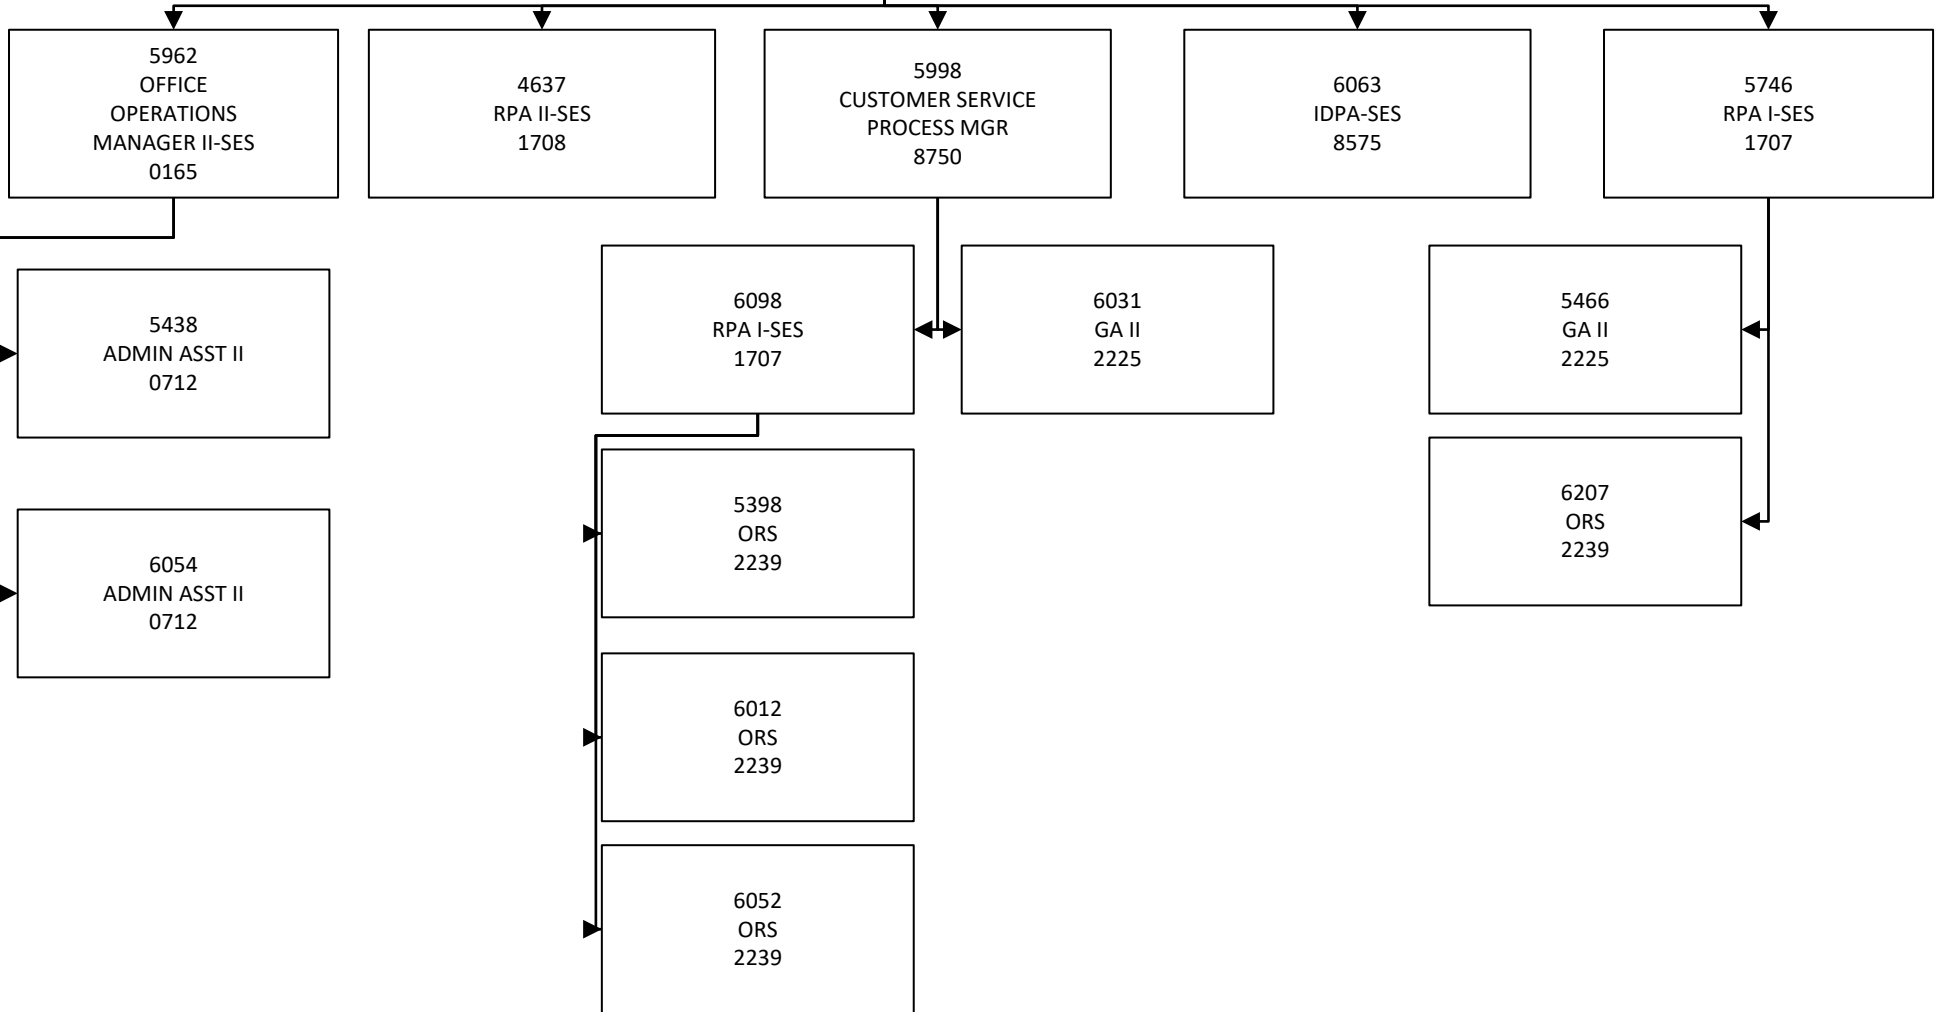 5962
OFFICE
OPERATIONS
MANAGER II-SES
0165
4637
RPA II-SES
1708
5998
CUSTOMER SERVICE
PROCESS MGR
8750
6063
IDPA-SES
8575
5746
RPA I-SES
1707
5438
ADMIN ASST II
0712
6098
RPA I-SES
1707
6031
GA II
2225
5466
GA II
2225
6054
ADMIN ASST II
0712
5398
ORS
2239
6207
ORS
2239
6012
ORS
2239
6052
ORS
2239